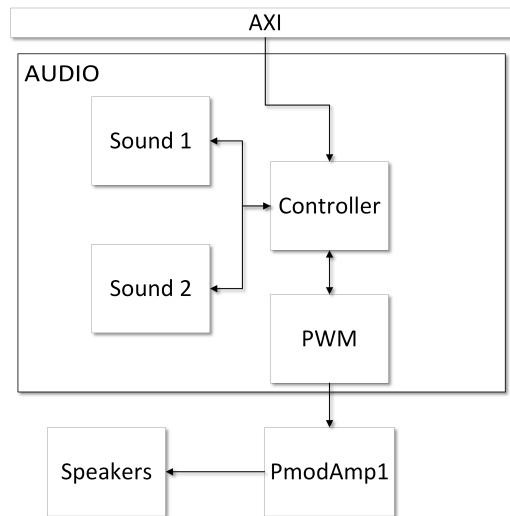 AXI
AUDIO
Sound 1
Controller
Sound 2
PWM
Speakers
PmodAmp1